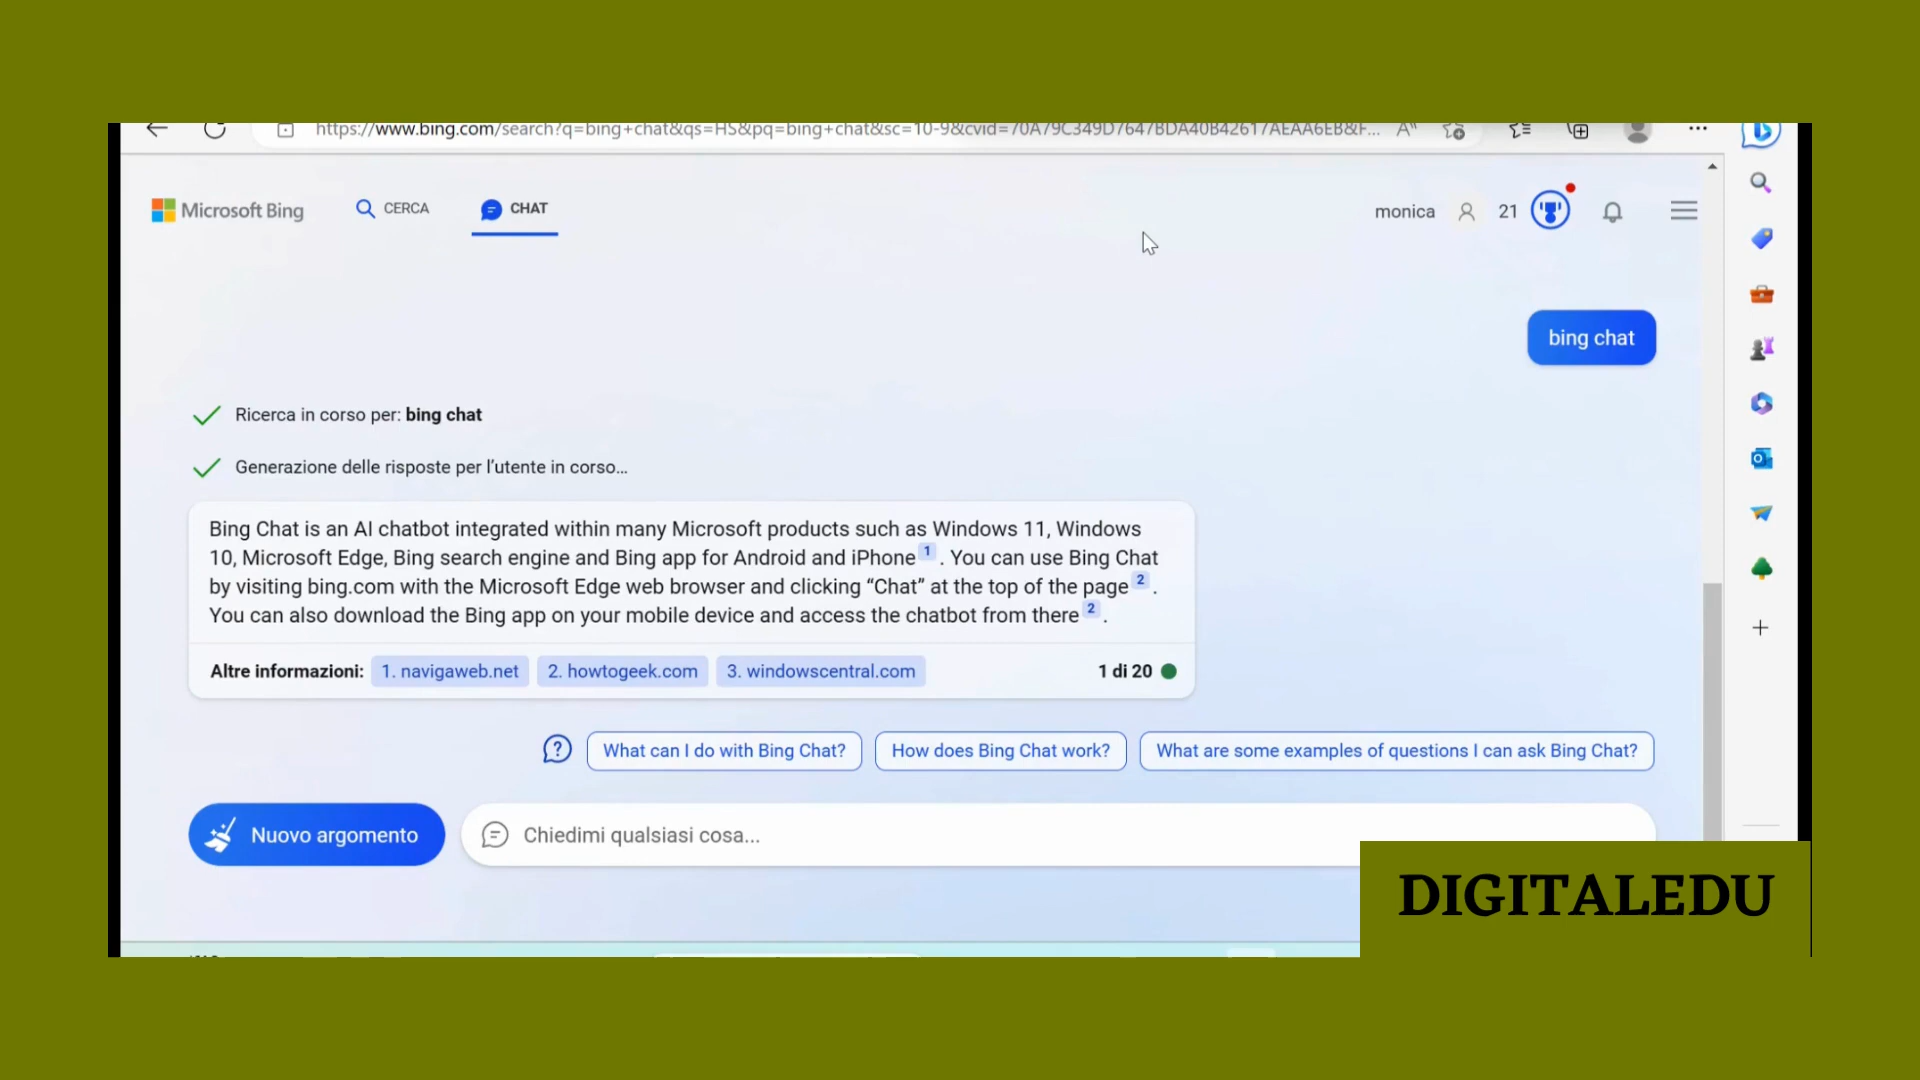 https://www.bing.com/search?q=bing+chat&qs=HS&pq=bing+chat&sc=10-9&cvid=70A79C349D7647BDA40B42617AEAA6EB&F...
Microsoft Bing
CERCA
CHAT
monica
21
bing chat
Ricerca in corso per: bing chat
Generazione delle risposte per l'utente in corso...
Bing Chat is an AI chatbot integrated within many Microsoft products such as Windows 11, Windows
10, Microsoft Edge, Bing search engine and Bing app for Android and iPhone 1 . You can use Bing Chat
by visiting bing.com with the Microsoft Edge web browser and clicking “Chat” at the top of the page 2 .
You can also download the Bing app on your mobile device and access the chatbot from there 2 .
Altre informazioni: 1. navigaweb.net 2. howtogeek.com 3. windowscentral.com 1 di 20
What can I do with Bing Chat?
How does Bing Chat work?
What are some examples of questions I can ask Bing Chat?
Nuovo argomento
Chiedimi qualsiasi cosa...
DIGITALEDU